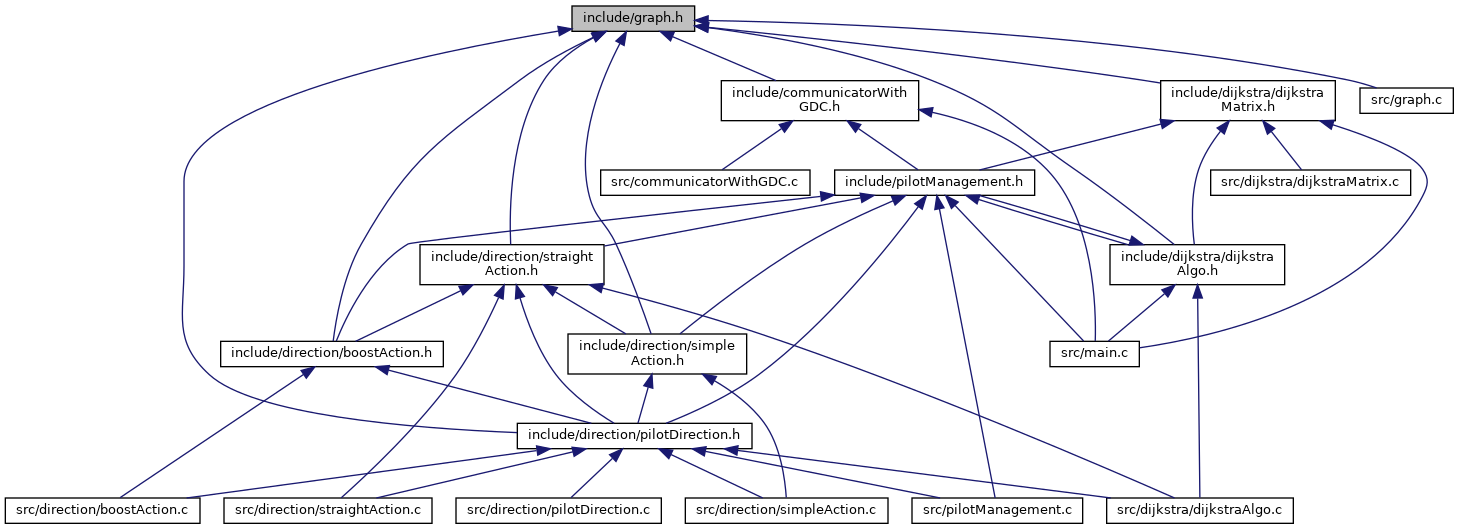 include/graph.h
include/communicatorWith
GDC.h
include/dijkstra/dijkstra
Matrix.h
src/graph.c
src/communicatorWithGDC.c
include/pilotManagement.h
src/dijkstra/dijkstraMatrix.c
include/direction/straight
Action.h
include/dijkstra/dijkstra
Algo.h
include/direction/boostAction.h
include/direction/simple
Action.h
src/main.c
include/direction/pilotDirection.h
src/direction/boostAction.c
src/direction/straightAction.c
src/direction/pilotDirection.c
src/direction/simpleAction.c
src/pilotManagement.c
src/dijkstra/dijkstraAlgo.c